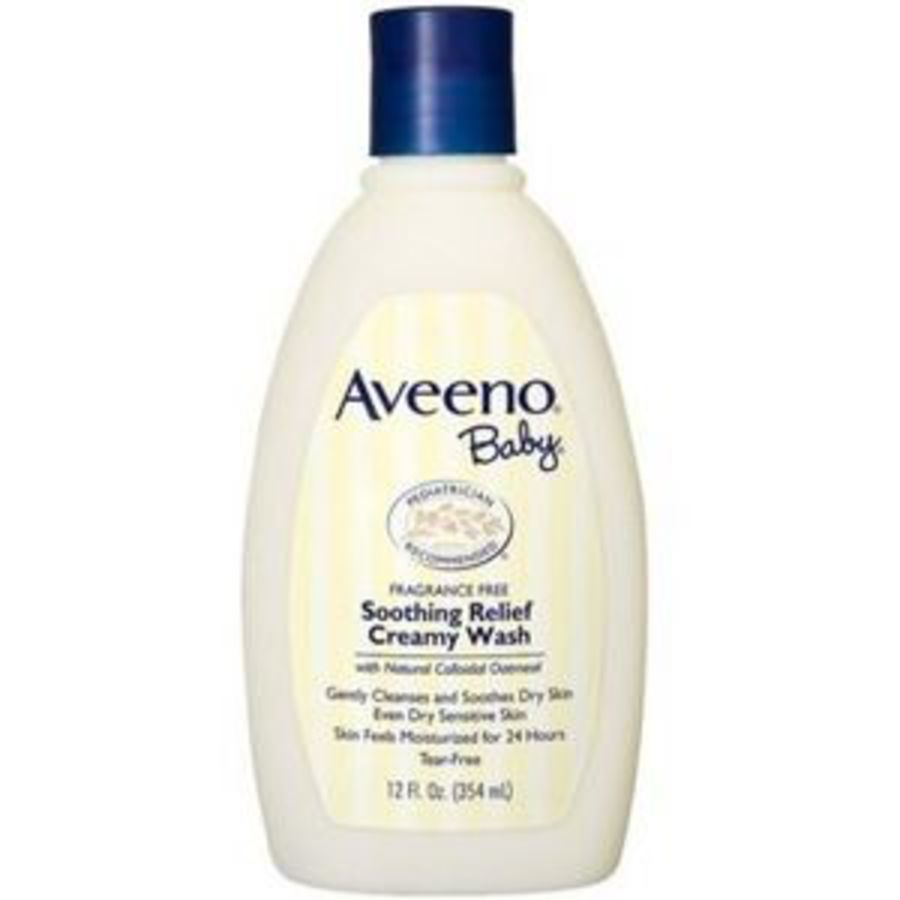 Aveeno®
Baby®
PEDIATRICIAN
RECOMMENDED®
FRAGRANCE FREE
Soothing Relief
Creamy Wash
with Natural Colloidal Oatmeal
Gently Cleanses and Soothes Dry Skin
Even Dry Sensitive Skin
Skin Feels Moisturized for 24 Hours
Tear-Free
12 Fl. Oz. (354 mL)